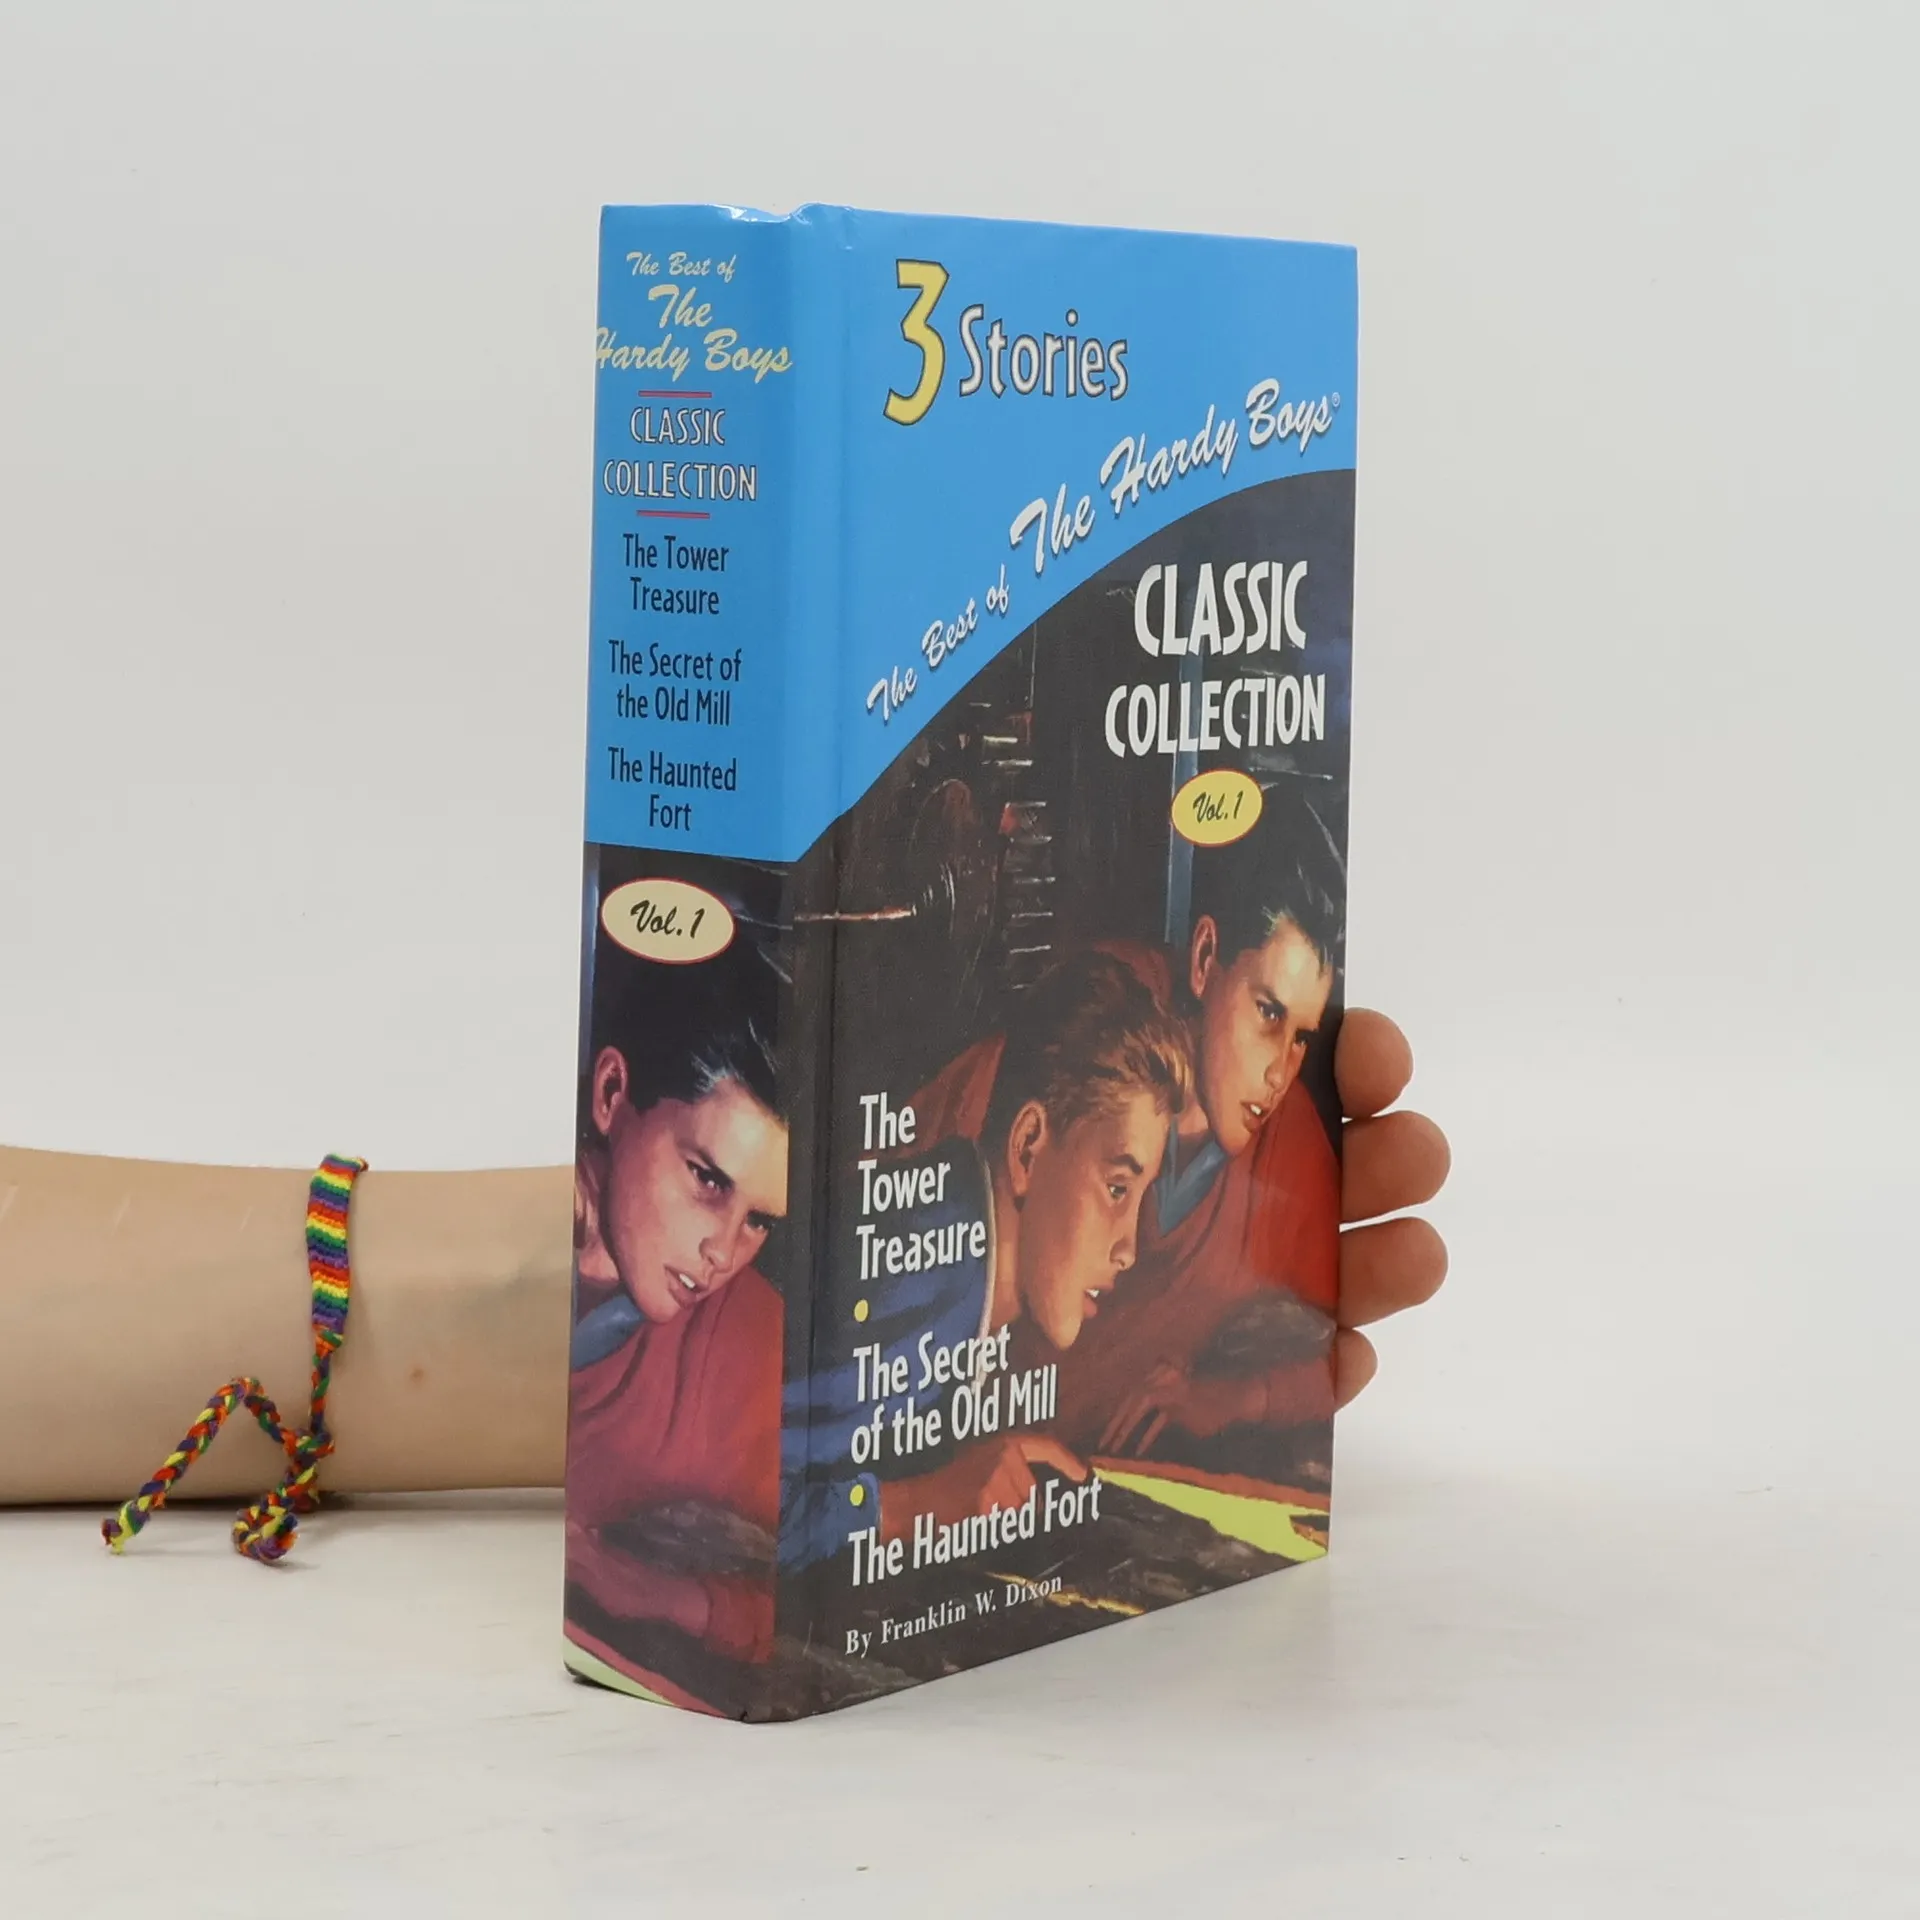 The Best of
The
Hardy Boys
CLASSIC
COLLECTION
The Tower
Treasure
The Secret of
the Old Mill
The Haunted
Fort
Vol. 1
3 Stories
The Best of The Hardy Boys®
CLASSIC
COLLECTION
Vol. 1
The
Tower
Treasure
•
The Secret
of the Old Mill
•
The Haunted Fort
By Franklin W. Dixon